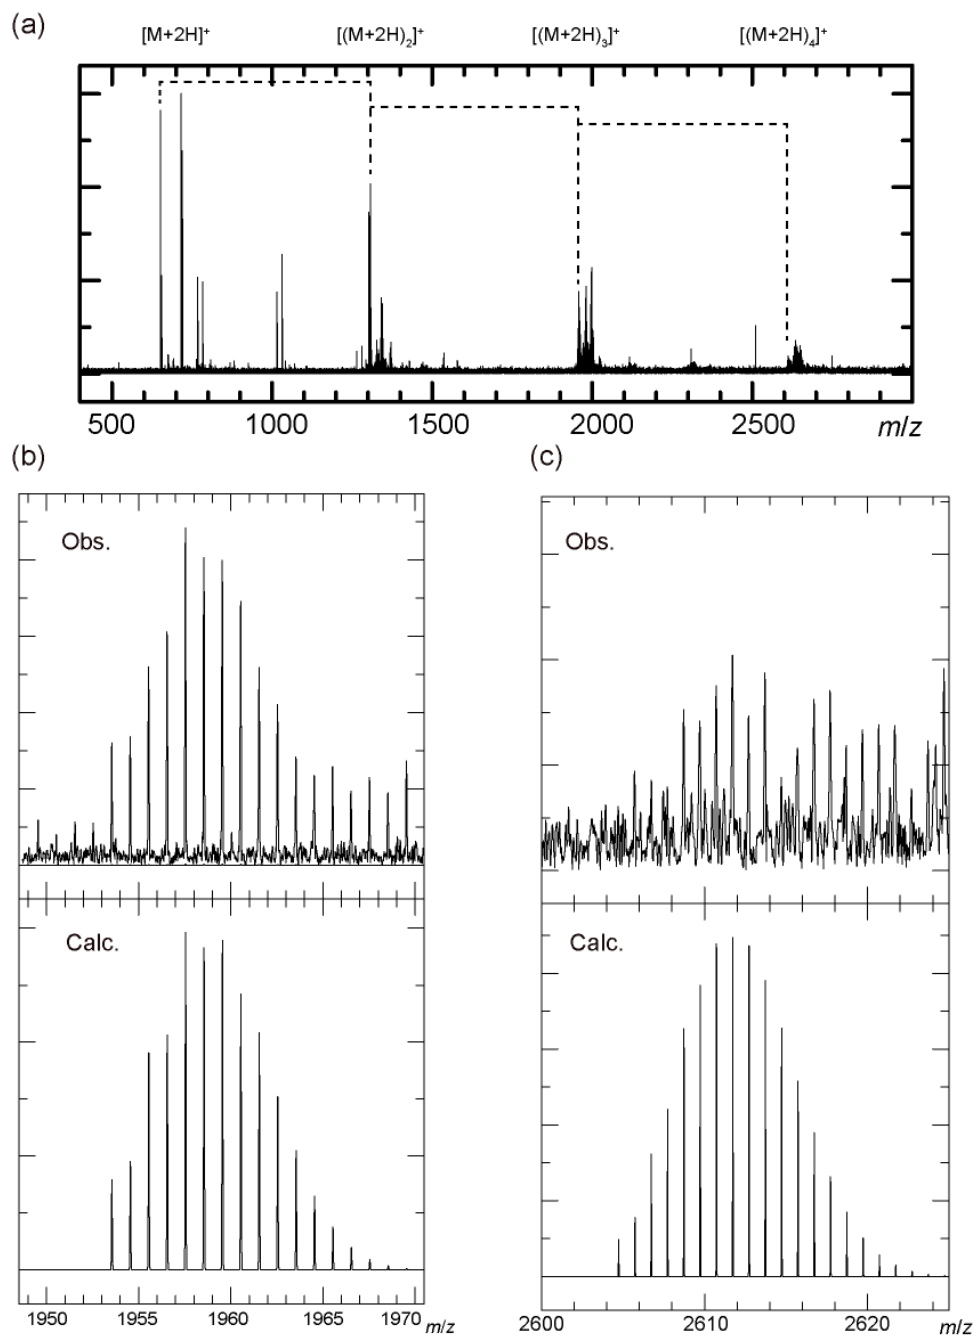 (a)
[M+2H]⁺ [(M+2H)₂]⁺ [(M+2H)₃]⁺ [(M+2H)₄]⁺
500 1000 1500 2000 2500 m/z
(b)
Obs.
Calc.
1950 1955 1960 1965 1970 m/z
(c)
Obs.
Calc.
2600 2610 2620 m/z